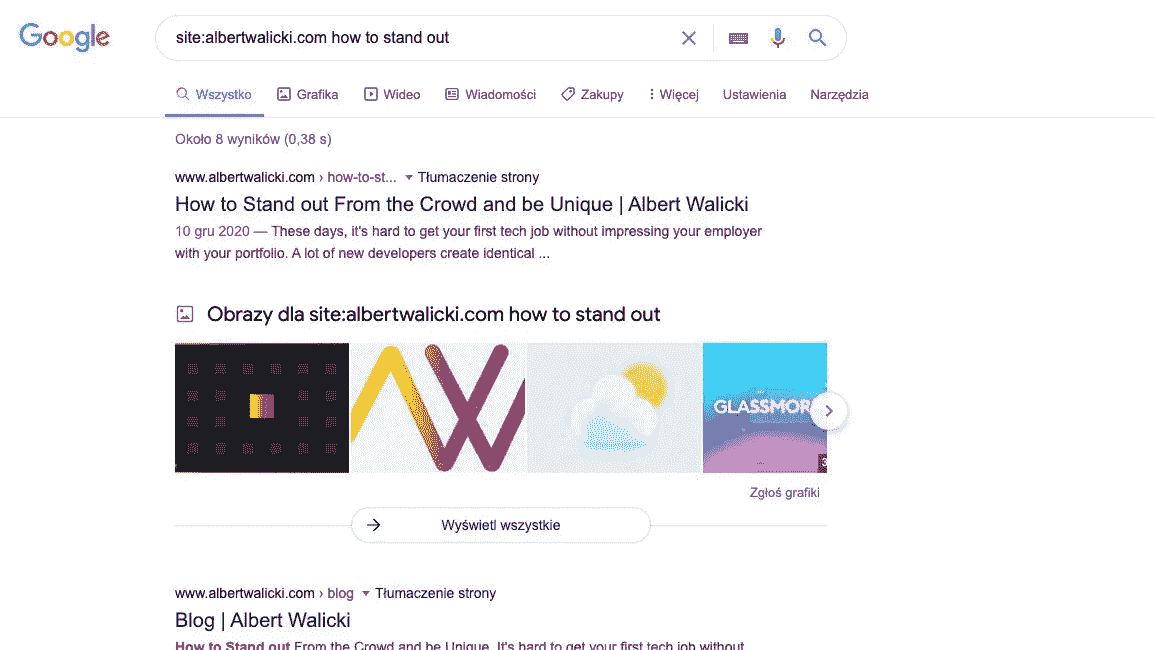 Google
site:albertwalicki.com how to stand out
Wszystko Grafika Wideo Wiadomości Zakupy Więcej Ustawienia Narzędzia
Około 8 wyników (0,38 s)
www.albertwalicki.com › how-to-st... Tłumaczenie strony
How to Stand out From the Crowd and be Unique | Albert Walicki
10 gru 2020 — These days, it's hard to get your first tech job without impressing your employer
with your portfolio. A lot of new developers create identical ...
Obrazy dla site:albertwalicki.com how to stand out
GLASSMOR
Zgłoś grafiki
Wyświetl wszystkie
www.albertwalicki.com › blog Tłumaczenie strony
Blog | Albert Walicki
How to Stand out From the Crowd and be Unique. It's hard to get your first tech job without